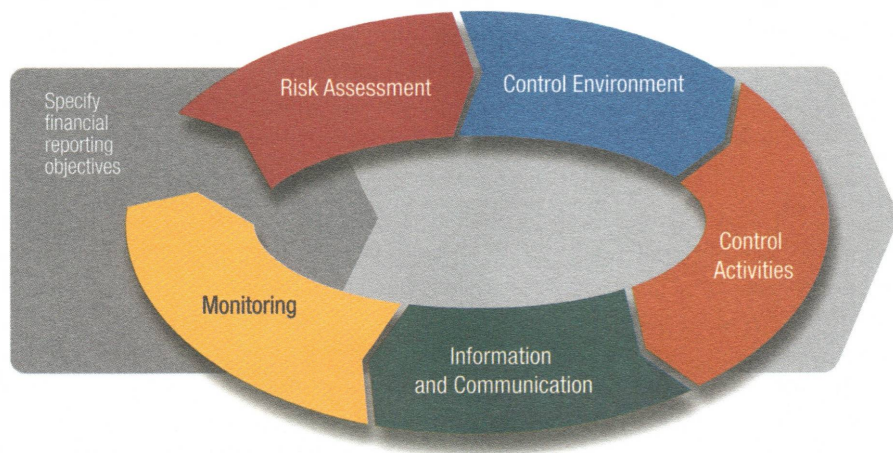 Specify
financial
reporting
objectives
Risk Assessment
Control Environment
Control
Activities
Information
and Communication
Monitoring